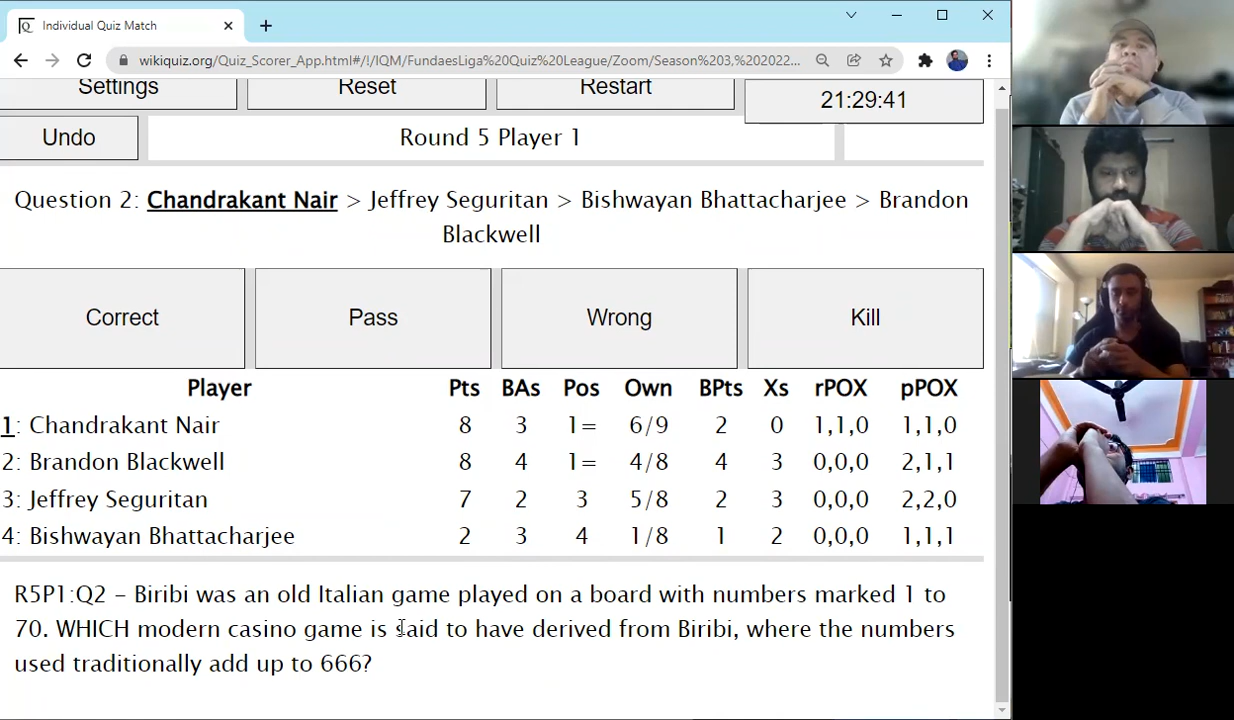 Individual Quiz Match
wikiquiz.org/Quiz_Scorer_App.html#/!/IQM/FundaesLiga%20Quiz%20League/Zoom/Season%203,%202022...
Settings
Reset
Restart
21:29:41
Undo
Round 5 Player 1
Question 2: Chandrakant Nair > Jeffrey Seguritan > Bishwayan Bhattacharjee > Brandon
Blackwell
Correct
Pass
Wrong
Kill
Player Pts BAs Pos Own BPts Xs rPOX pPOX
1: Chandrakant Nair 8 3 1= 6/9 2 0 1,1,0 1,1,0
2: Brandon Blackwell 8 4 1= 4/8 4 3 0,0,0 2,1,1
3: Jeffrey Seguritan 7 2 3 5/8 2 3 0,0,0 2,2,0
4: Bishwayan Bhattacharjee 2 3 4 1/8 1 2 0,0,0 1,1,1
R5P1:Q2 – Biribi was an old Italian game played on a board with numbers marked 1 to
70. WHICH modern casino game is said to have derived from Biribi, where the numbers
used traditionally add up to 666?